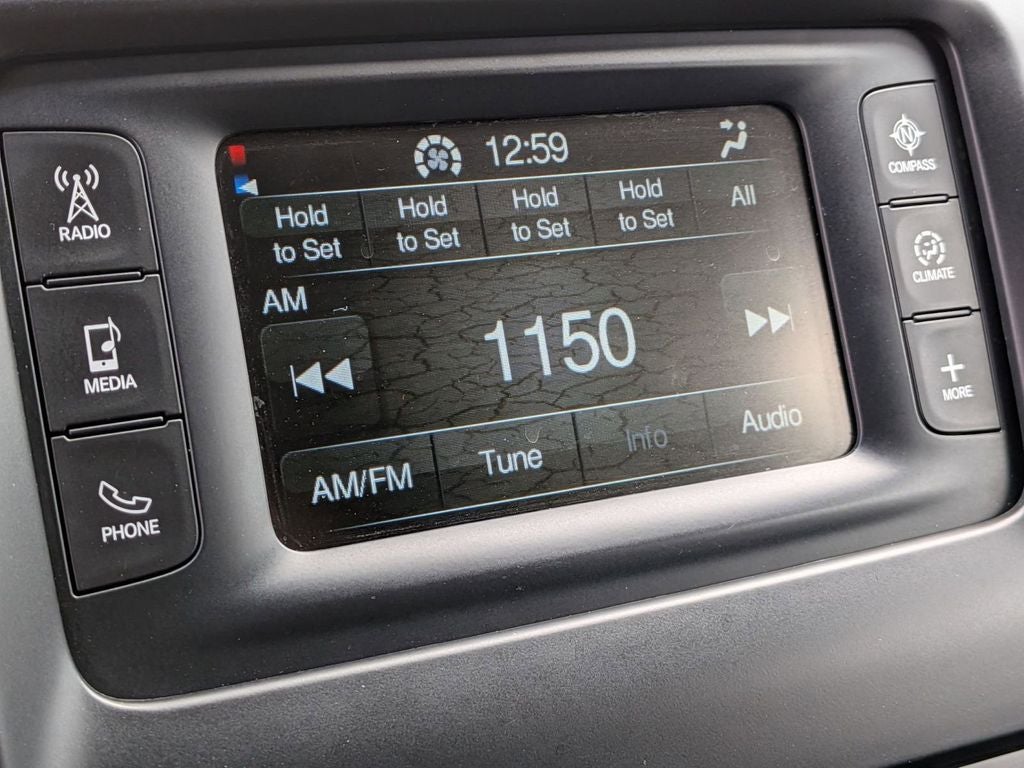 12:59
Hold
to Set
Hold
to Set
Hold
to Set
Hold
to Set
All
AM
1150
AM/FM
Tune
Info
Audio
RADIO
MEDIA
PHONE
N
COMPASS
CLIMATE
+
MORE